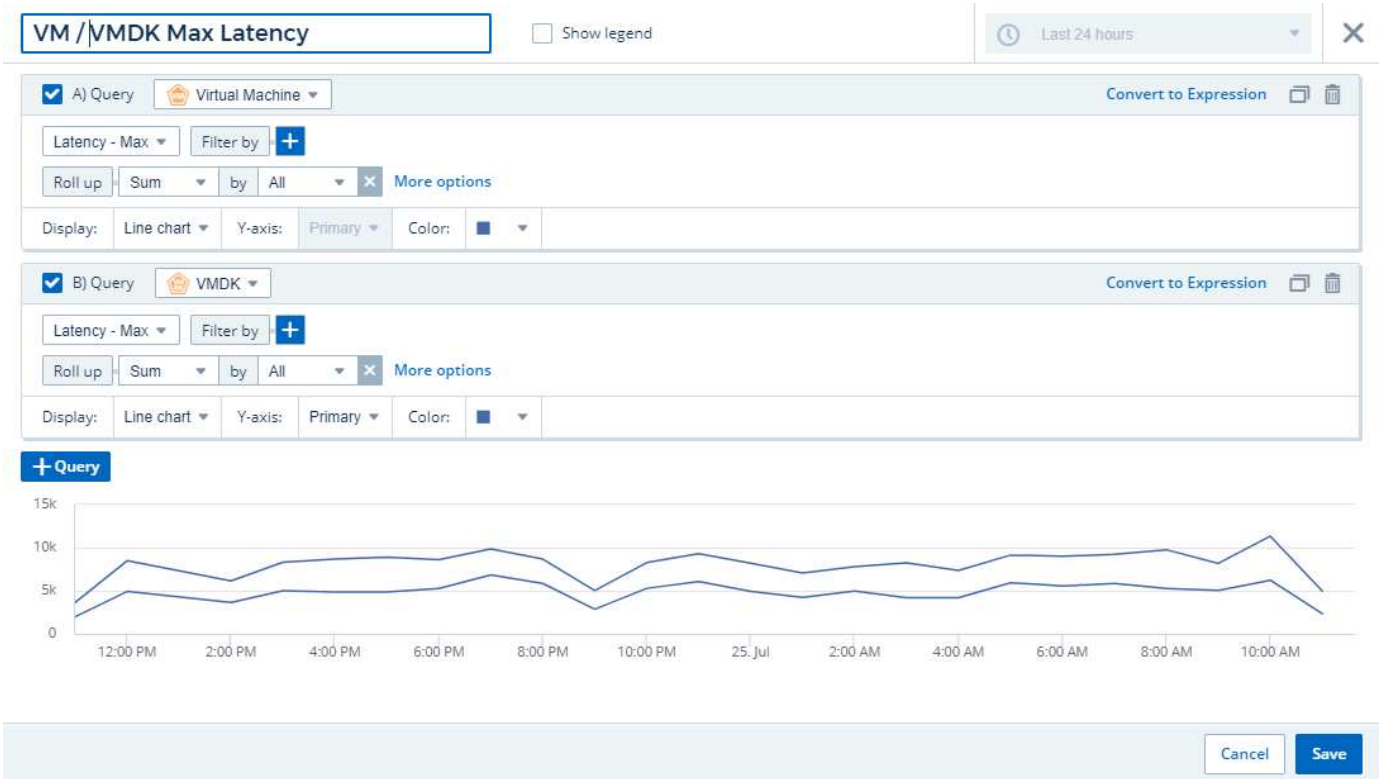 VM / VMDK Max Latency Show legend Last 24 hours
A) Query Virtual Machine Convert to Expression
Latency - Max Filter by
Roll up Sum by All More options
Display: Line chart Y-axis: Primary Color:
B) Query VMDK Convert to Expression
Latency - Max Filter by
Roll up Sum by All More options
Display: Line chart Y-axis: Primary Color:
+ Query
15k
10k
5k
0
12:00 PM 2:00 PM 4:00 PM 6:00 PM 8:00 PM 10:00 PM 25. Jul 2:00 AM 4:00 AM 6:00 AM 8:00 AM 10:00 AM
Cancel Save